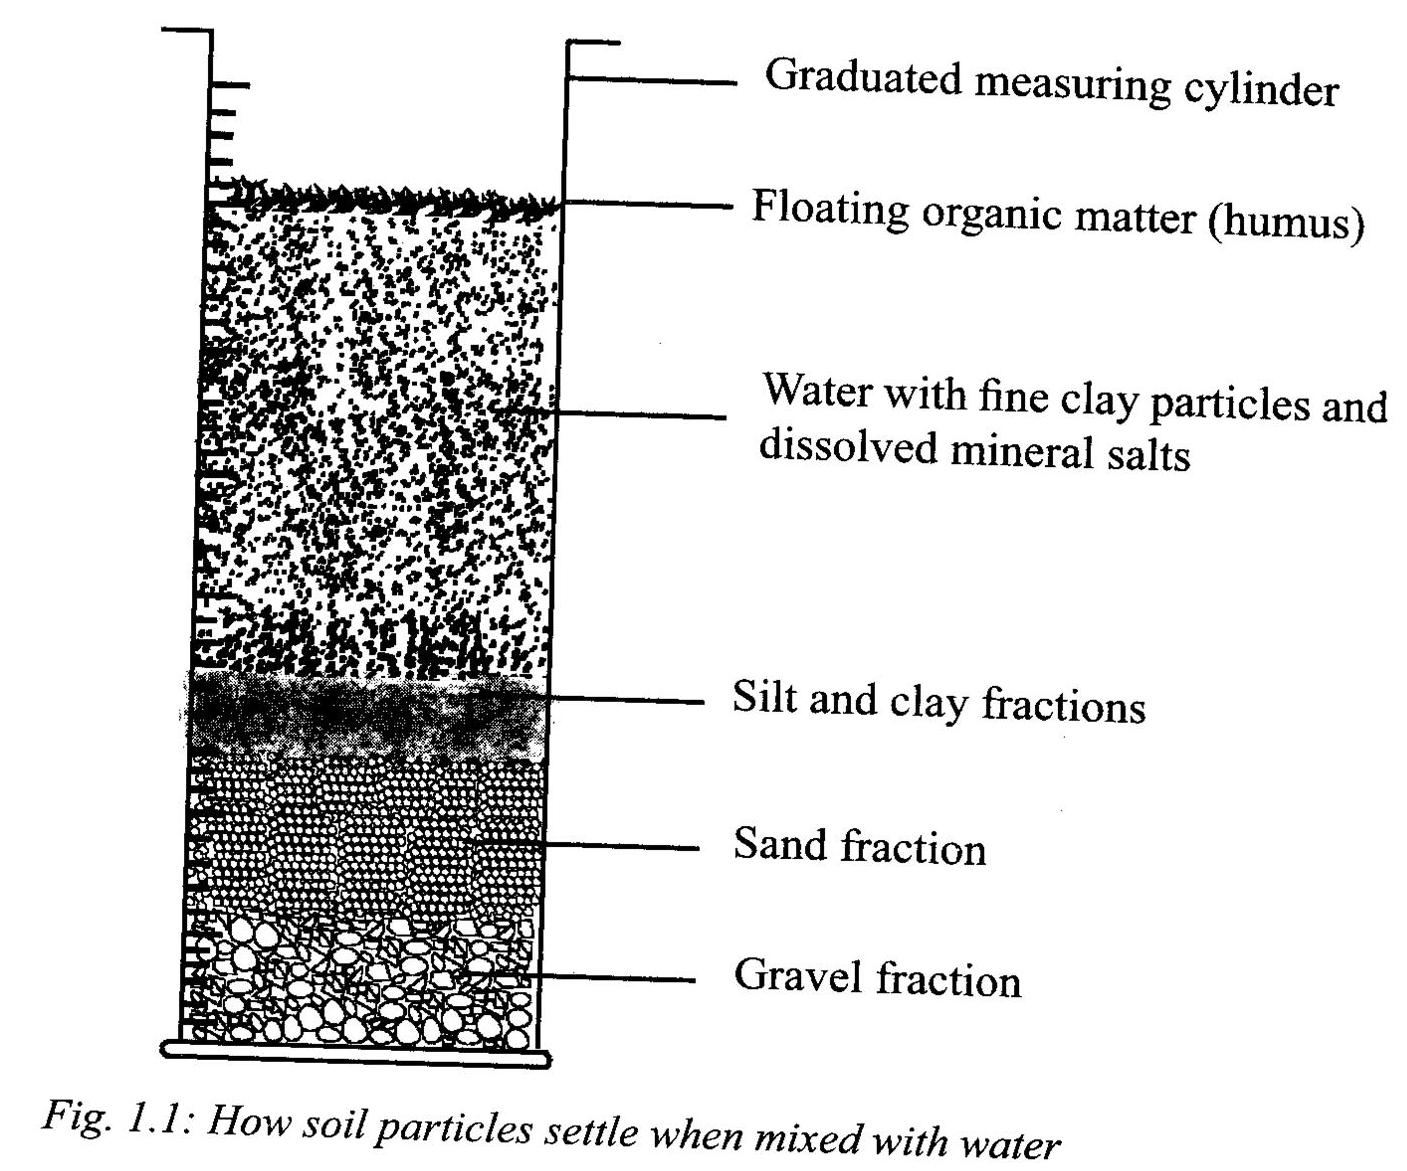 Graduated measuring cylinder
Floating organic matter (humus)
Water with fine clay particles and
dissolved mineral salts
Silt and clay fractions
Sand fraction
Gravel fraction
Fig. 1.1: How soil particles settle when mixed with water